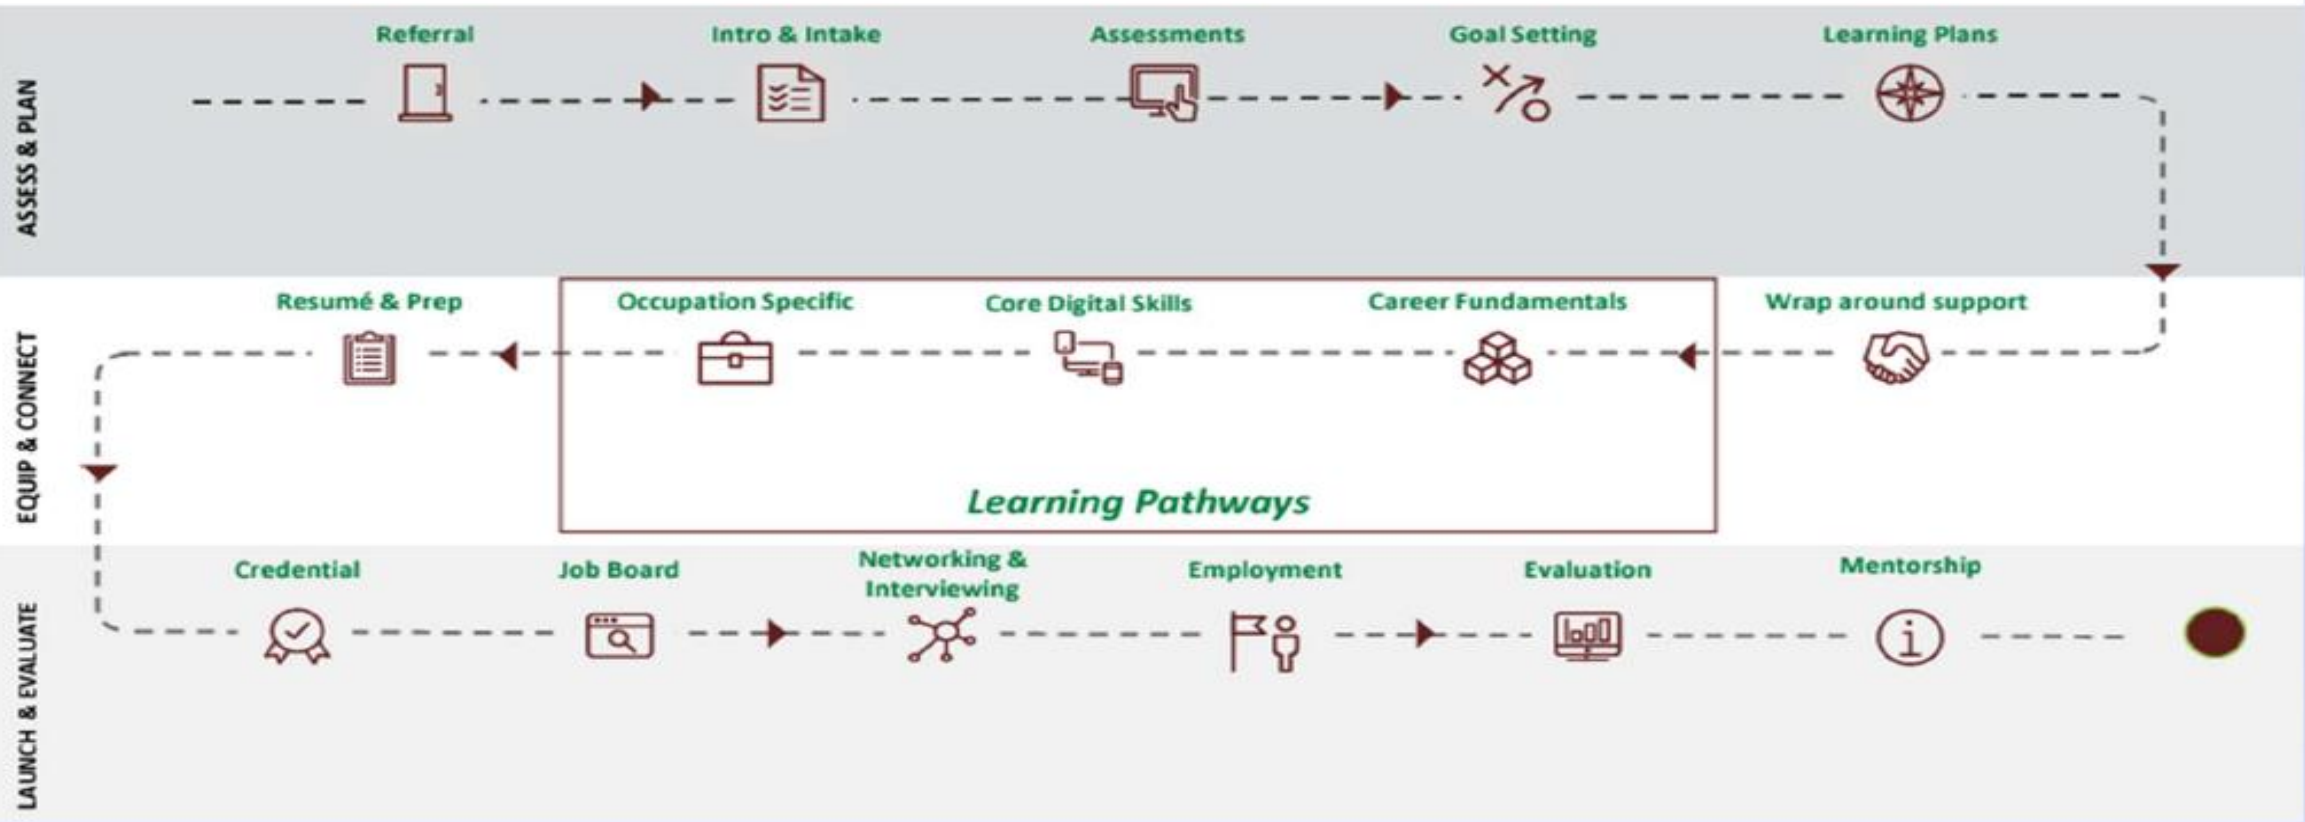 ASSESS & PLAN
Referral
Intro & Intake
Assessments
Goal Setting
Learning Plans
EQUIP & CONNECT
Resumé & Prep
Occupation Specific
Core Digital Skills
Career Fundamentals
Wrap around support
Learning Pathways
LAUNCH & EVALUATE
Credential
Job Board
Networking &
Interviewing
Employment
Evaluation
Mentorship